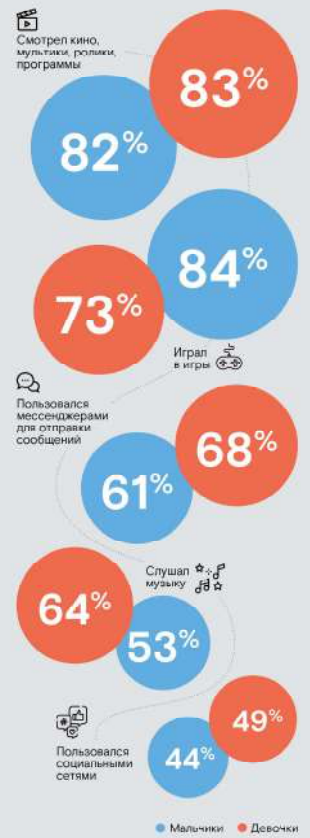 Смотрел кино,
мультики, ролики,
программы
83%
82%
84%
73%
Играл
в игры
Пользовался
мессенджерами
для отправки
сообщений
68%
61%
Слушал
музыку
64%
53%
49%
44%
Пользовался
социальными
сетями
Мальчики
Девочки